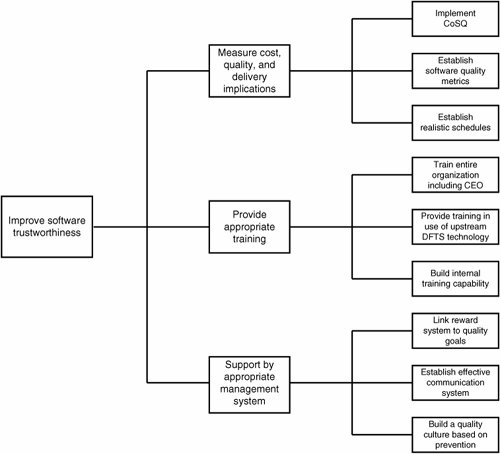 Improve software
trustworthiness
Measure cost,
quality, and
delivery implications
Implement
CoSQ
Establish
software quality
metrics
Establish
realistic schedules
Provide
appropriate
training
Train entire
organization
including CEO
Provide training in
use of upstream
DFTS technology
Build internal
training capability
Support by
appropriate
management
system
Link reward
system to quality
goals
Establish effective
communication
system
Build a quality
culture based on
prevention